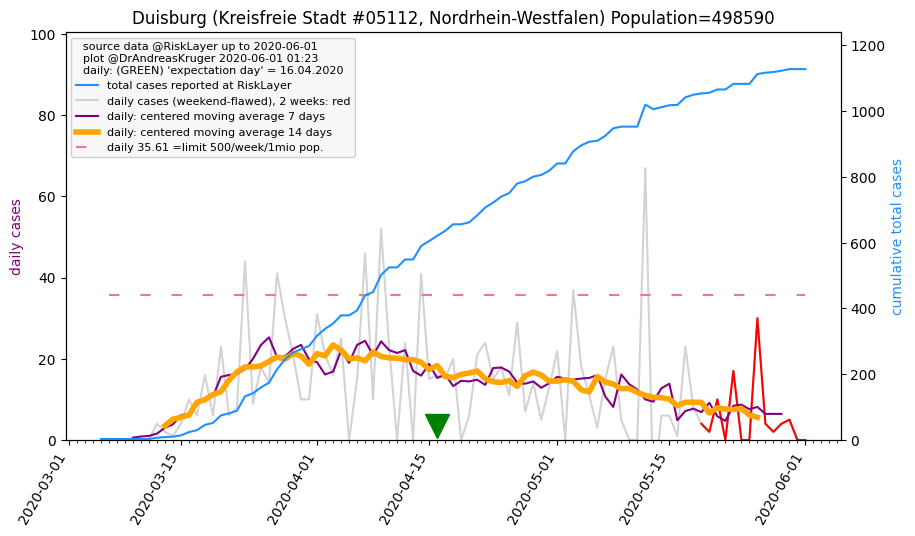 Duisburg (Kreisfreie Stadt #05112, Nordrhein-Westfalen) Population=498590
source data @RiskLayer up to 2020-06-01
plot @DrAndreasKruger 2020-06-01 01:23
daily: (GREEN) 'expectation day' = 16.04.2020
total cases reported at RiskLayer
daily cases (weekend-flawed), 2 weeks: red
daily: centered moving average 7 days
daily: centered moving average 14 days
daily 35.61 =limit 500/week/1mio pop.
daily cases
100
80
60
40
20
0
cumulative total cases
1200
1000
800
600
400
200
0
2020-03-01
2020-03-15
2020-04-01
2020-04-15
2020-05-01
2020-05-15
2020-06-01